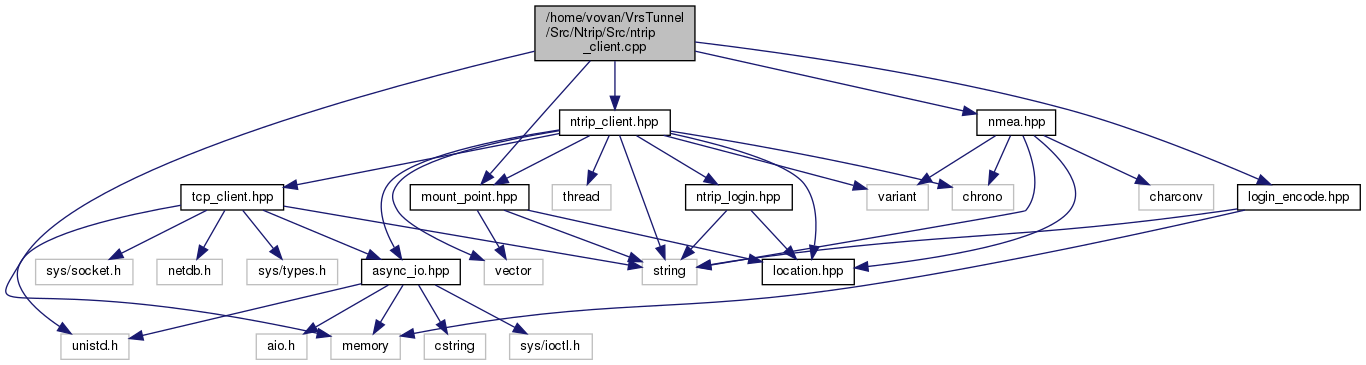 /home/vovan/VrsTunnel
/Src/Ntrip/Src/ntrip
_client.cpp
ntrip_client.hpp
nmea.hpp
tcp_client.hpp
mount_point.hpp
thread
ntrip_login.hpp
variant
chrono
charconv
login_encode.hpp
sys/socket.h
netdb.h
sys/types.h
async_io.hpp
vector
string
location.hpp
unistd.h
aio.h
memory
cstring
sys/ioctl.h